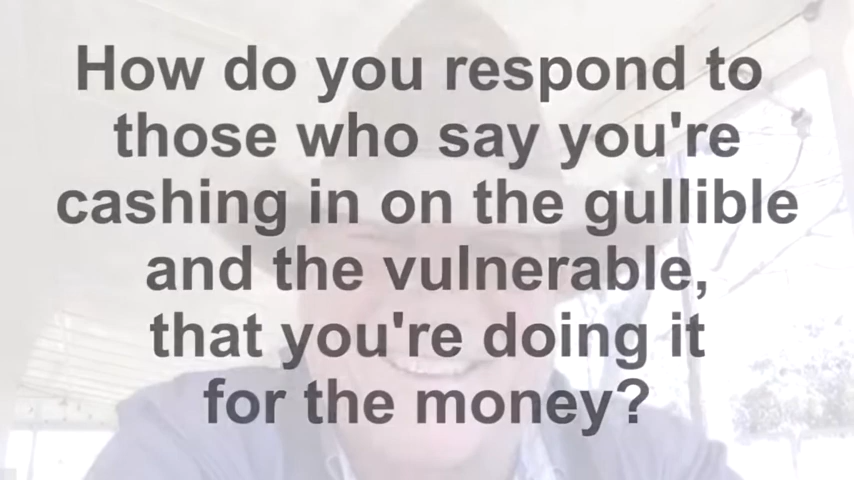 How do you respond to
those who say you're
cashing in on the gullible
and the vulnerable,
that you're doing it
for the money?